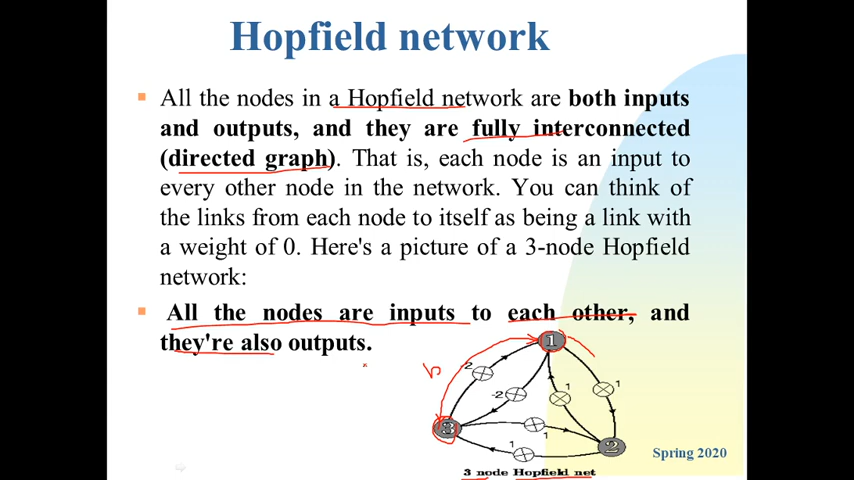 Hopfield network
All the nodes in a Hopfield network are both inputs
and outputs, and they are fully interconnected
(directed graph). That is, each node is an input to
every other node in the network. You can think of
the links from each node to itself as being a link with
a weight of 0. Here's a picture of a 3-node Hopfield
network:
All the nodes are inputs to each other, and
they're also outputs.
1
2
-2
1
1
3
1
1
2
Spring 2020
3 node Hopfield net